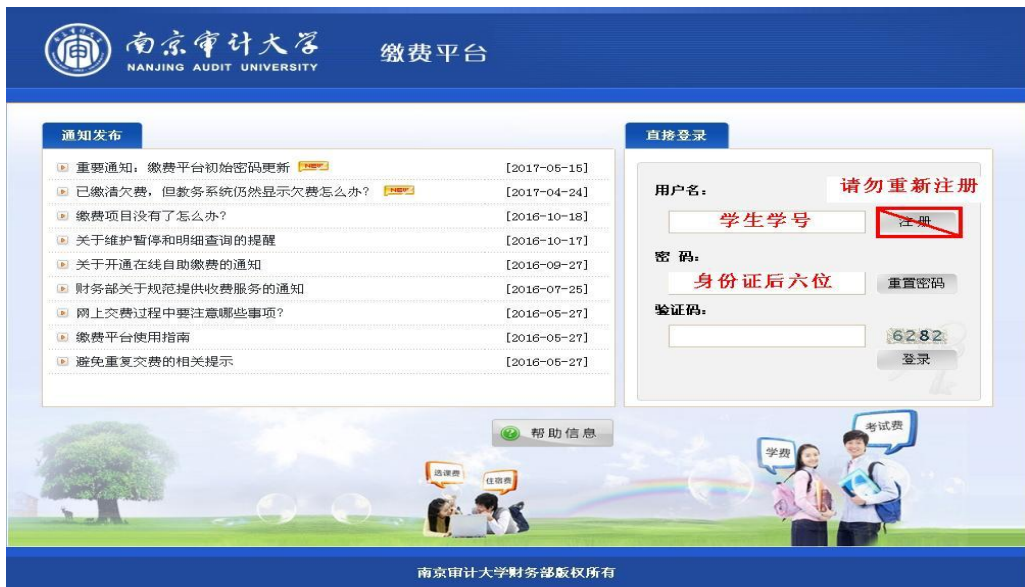 南京审计大学
NANJING AUDIT UNIVERSITY
缴费平台
通知发布
重要通知：缴费平台初始密码更新 NEW [2017-05-15]
已缴清欠费，但教务系统仍然显示欠费怎么办？ NEW [2017-04-24]
缴费项目没有了怎么办？ [2016-10-18]
关于维护暂停和明细查询的提醒 [2016-10-17]
关于开通在线自助缴费的通知 [2016-09-27]
财务部关于规范提供收费服务的通知 [2016-07-25]
网上交费过程中要注意哪些事项？ [2016-05-27]
缴费平台使用指南 [2016-05-27]
避免重复交费的相关提示 [2016-05-27]
直接登录
用户名： 请勿重新注册
学生学号 注册
密 码：
身份证后六位 重置密码
验证码：
6282
登录
帮助信息
选课费
住宿费
学费
考试费
南京审计大学财务部版权所有